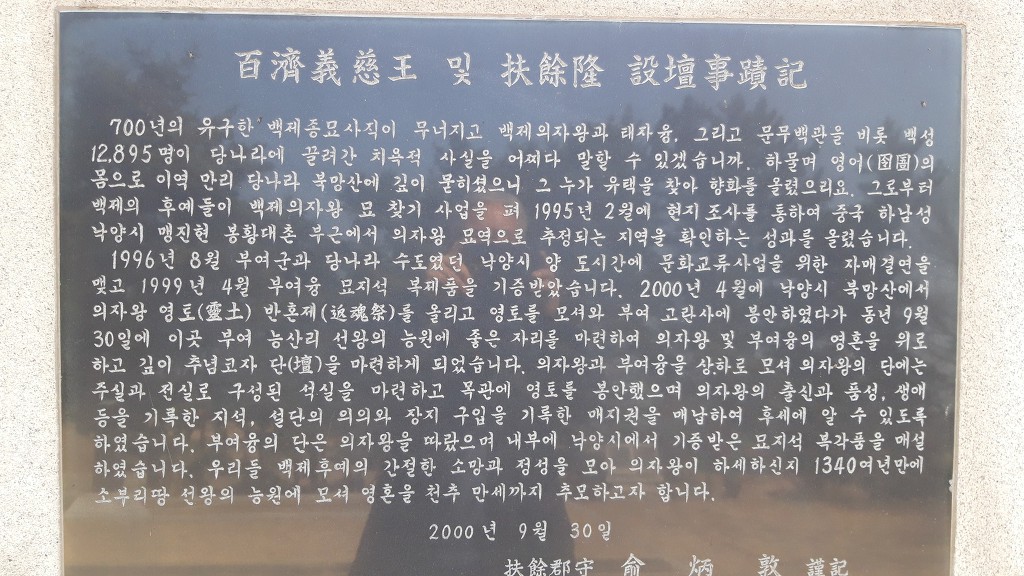 百濟義慈王 및 扶餘隆 設壇事蹟記
700년의 유구한 백제종묘사직이 무너지고 백제의자왕과 태자융, 그리고 문무백관을 비롯 백성
12,895명이 당나라에 끌려간 치욕적 사실을 어찌다 말할 수 있겠습니까. 하물며 영어(囹圄)의
몸으로 이역 만리 당나라 북망산에 깊이 묻히셨으니 그 누가 유택을 찾아 향화를 올렸으리요. 그로부터
백제의 후예들이 백제의자왕 묘 찾기 사업을 펴 1995년 2월에 현지조사를 통하여 중국 하남성
낙양시 맹진현 봉황대촌 부근에서 의자왕 묘역으로 추정되는 지역을 확인하는 성과를 올렸습니다.
1996년 8월 부여군과 당나라 수도였던 낙양시 양 도시간에 문화교류사업을 위한 자매결연을
맺고 1999년 4월 부여융 묘지석 복제품을 기증받았습니다. 2000년 4월에 낙양시 북망산에서
의자왕 영토(靈土) 반혼제(返魂祭)를 올리고 영토를 모셔와 부여 고란사에 봉안하였다가 동년 9월
30일에 이곳 부여 능산리 선왕의 능원에 좋은 자리를 마련하여 의자왕 및 부여융의 영혼을 위로
하고 깊이 추념코자 단(壇)을 마련하게 되었습니다. 의자왕과 부여융을 상하로 모셔 의자왕의 단에는
주실과 전실로 구성된 석실을 마련하고 목관에 영토를 봉안했으며 의자왕의 출신과 품성, 생애
등을 기록한 지석, 설단의 의의와 장지 구입을 기록한 매지권을 매납하여 후세에 알 수 있도록
하였습니다. 부여융의 단은 의자왕을 따랐으며 내부에 낙양시에서 기증받은 묘지석 복각품을 매설
하였습니다. 우리들 백제후예의 간절한 소망과 정성을 모아 의자왕이 하세하신지 1340여년만에
소부리땅 선왕의 능원에 모셔 영혼을 천추 만세까지 추모하고자 합니다.
2000년 9월 30일
扶餘郡守 兪 炳 敦 謹記